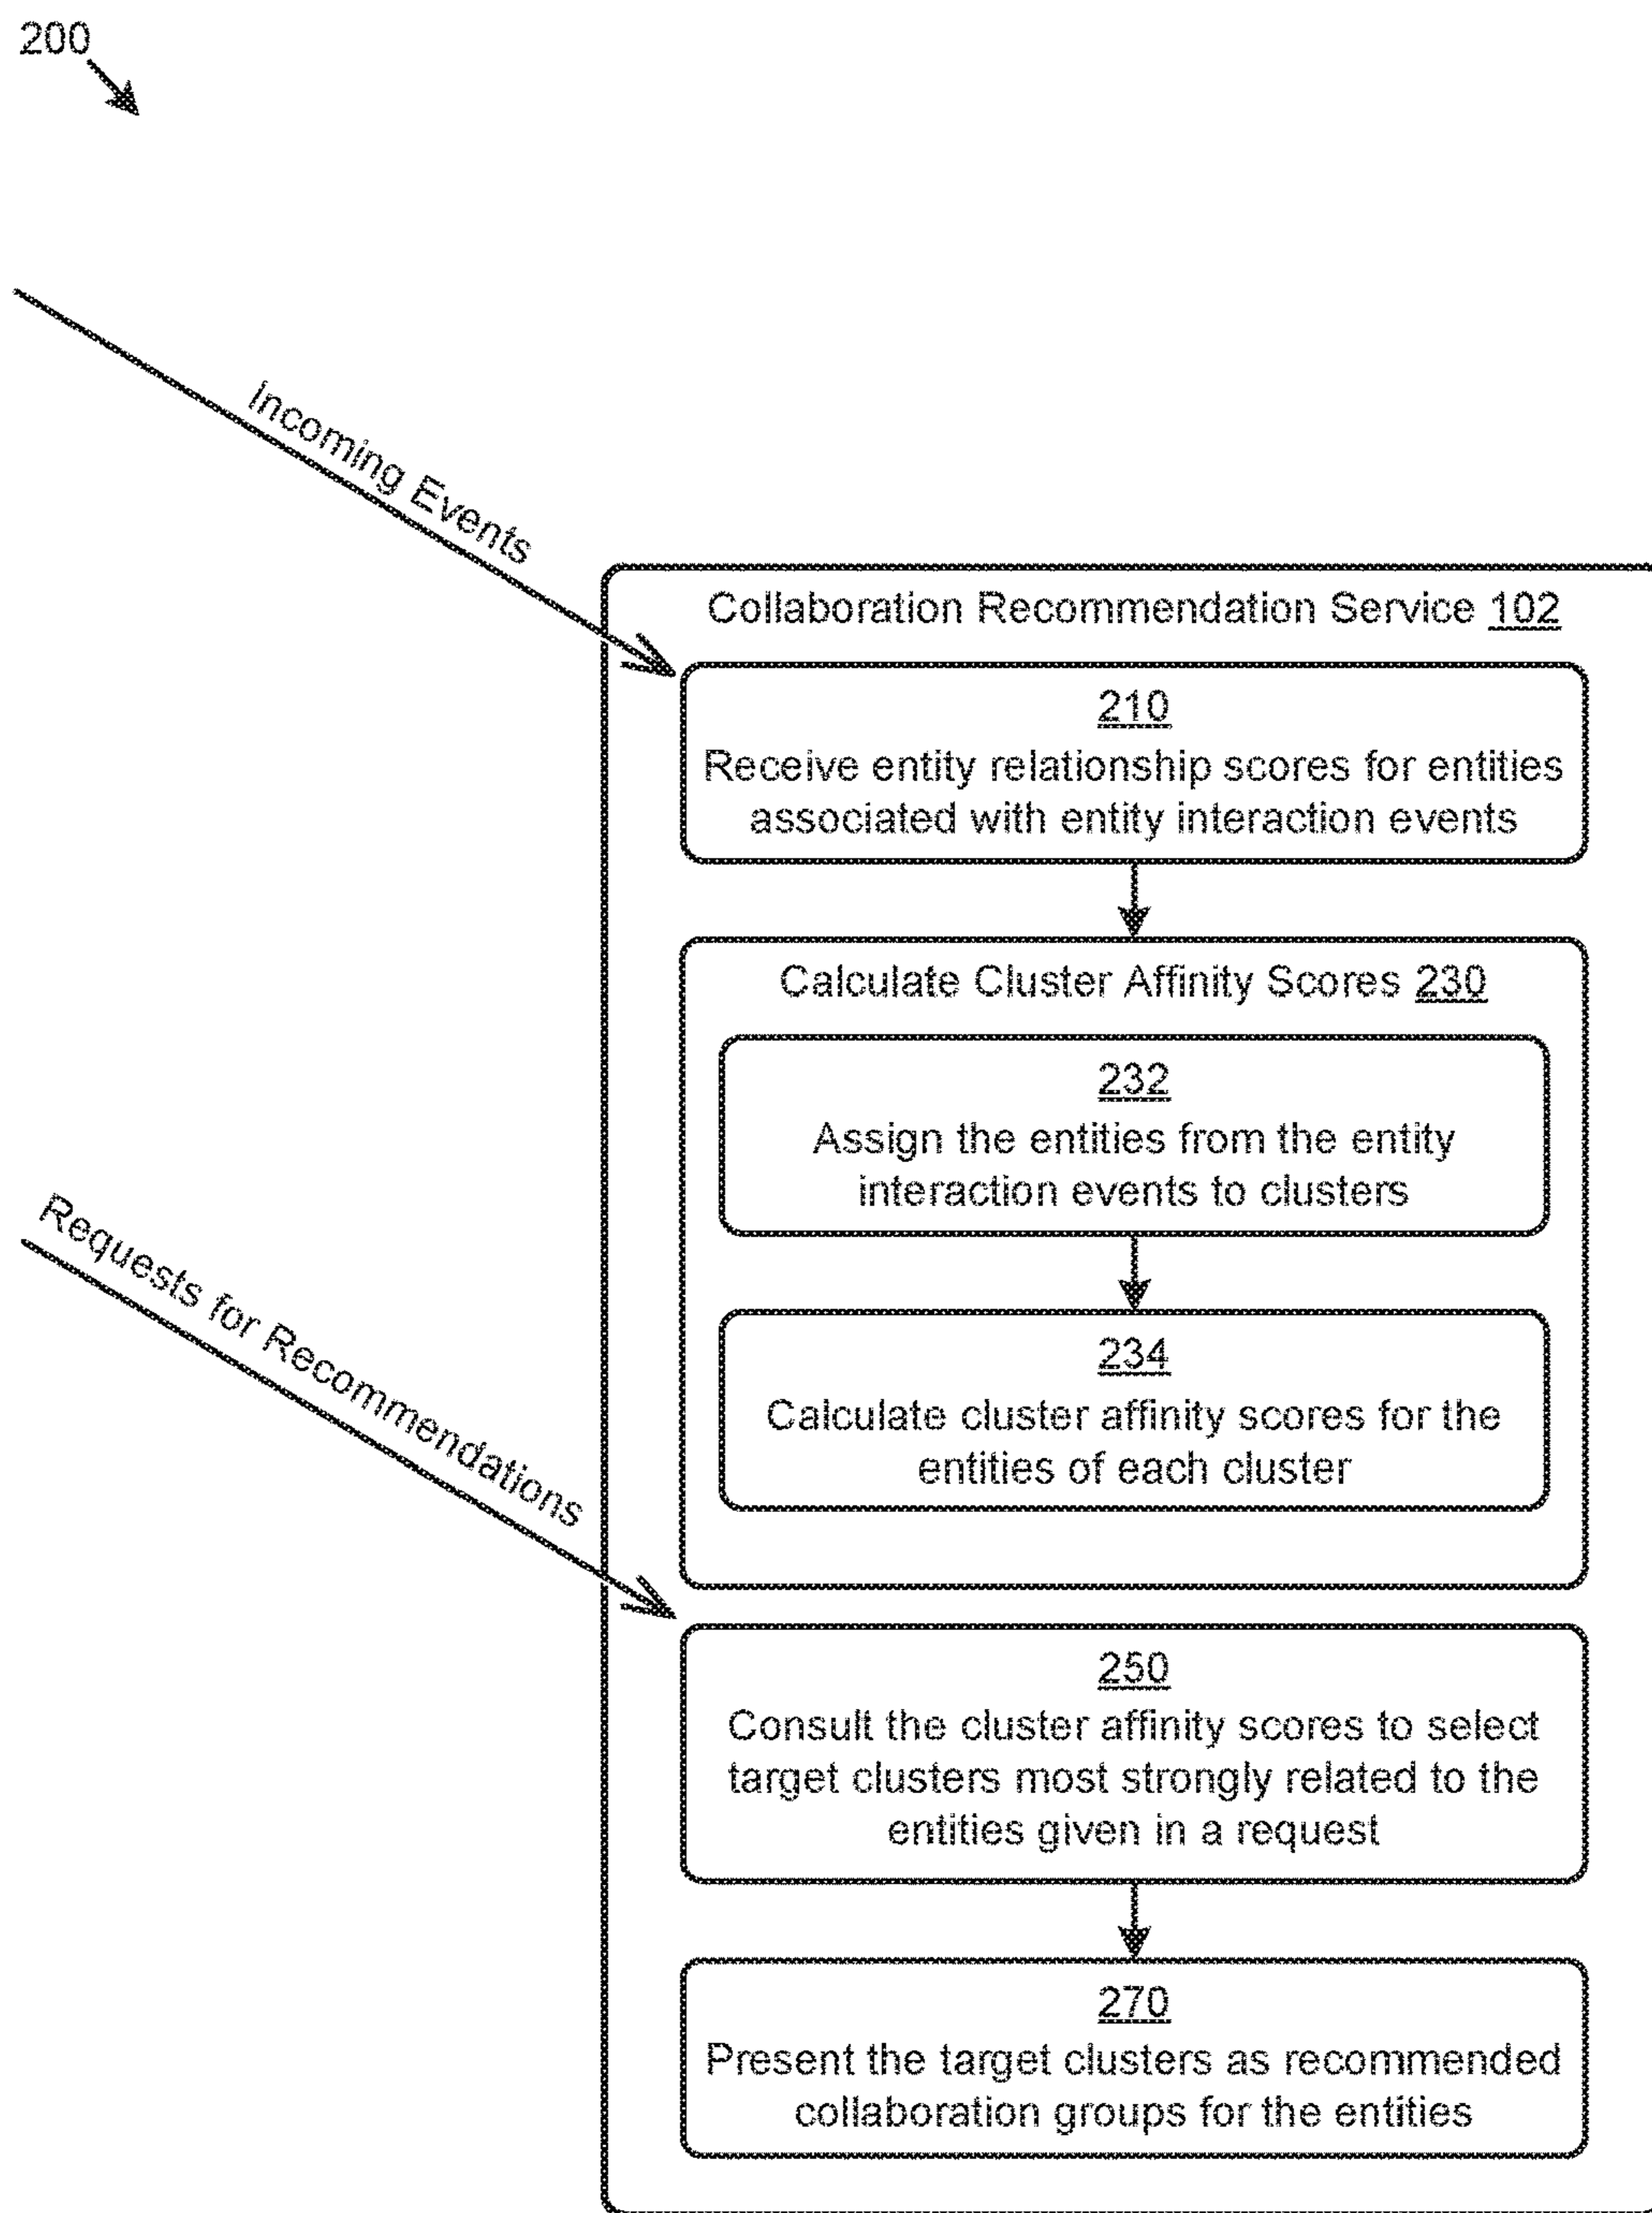 200
Incoming Events
Collaboration Recommendation Service 102
210
Receive entity relationship scores for entities
associated with entity interaction events
Calculate Cluster Affinity Scores 230
232
Assign the entities from the entity
interaction events to clusters
234
Calculate cluster affinity scores for the
entities of each cluster
Requests for Recommendations
250
Consult the cluster affinity scores to select
target clusters most strongly related to the
entities given in a request
270
Present the target clusters as recommended
collaboration groups for the entities